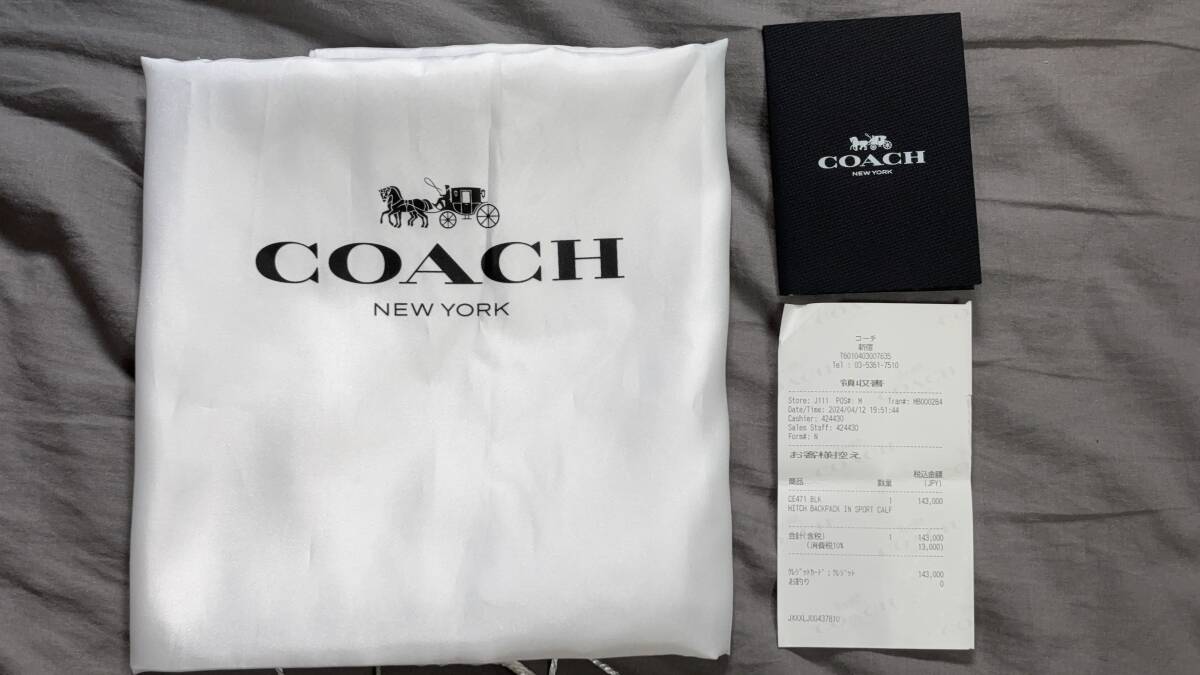 COACH
NEW YORK
COACH
NEW YORK
コーチ
新宿
T6010403007635
Tel : 03-5361-7510
領収書
Store: J111 POS#: M Tran#: MB000264
Date/Time: 2024/04/12 19:51:44
Cashier: 424430
Sales Staff: 424430
Form#: N
お客様控え
税込金額
商品 数量 (JPY)
CE471 BLK 1 143,000
HITCH BACKPACK IN SPORT CALF
合計(含税) 1 143,000
(消費税10% 13,000)
ｸﾚｼﾞｯﾄｶｰﾄﾞ:ｸﾚｼﾞｯﾄ 143,000
お釣り 0